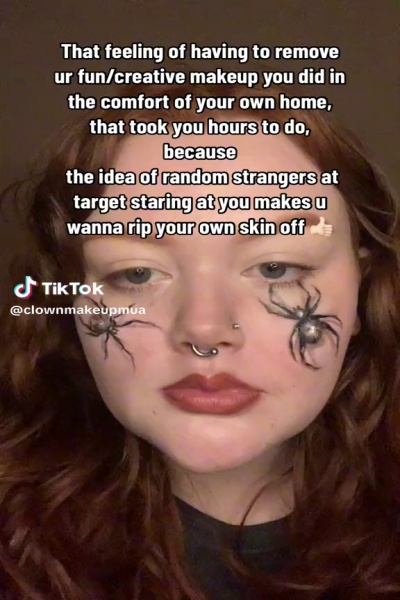 That feeling of having to remove
ur fun/creative makeup you did in
the comfort of your own home,
that took you hours to do,
because
the idea of random strangers at
target staring at you makes u
wanna rip your own skin off 👍🏻
TikTok
@clownmakeupmua